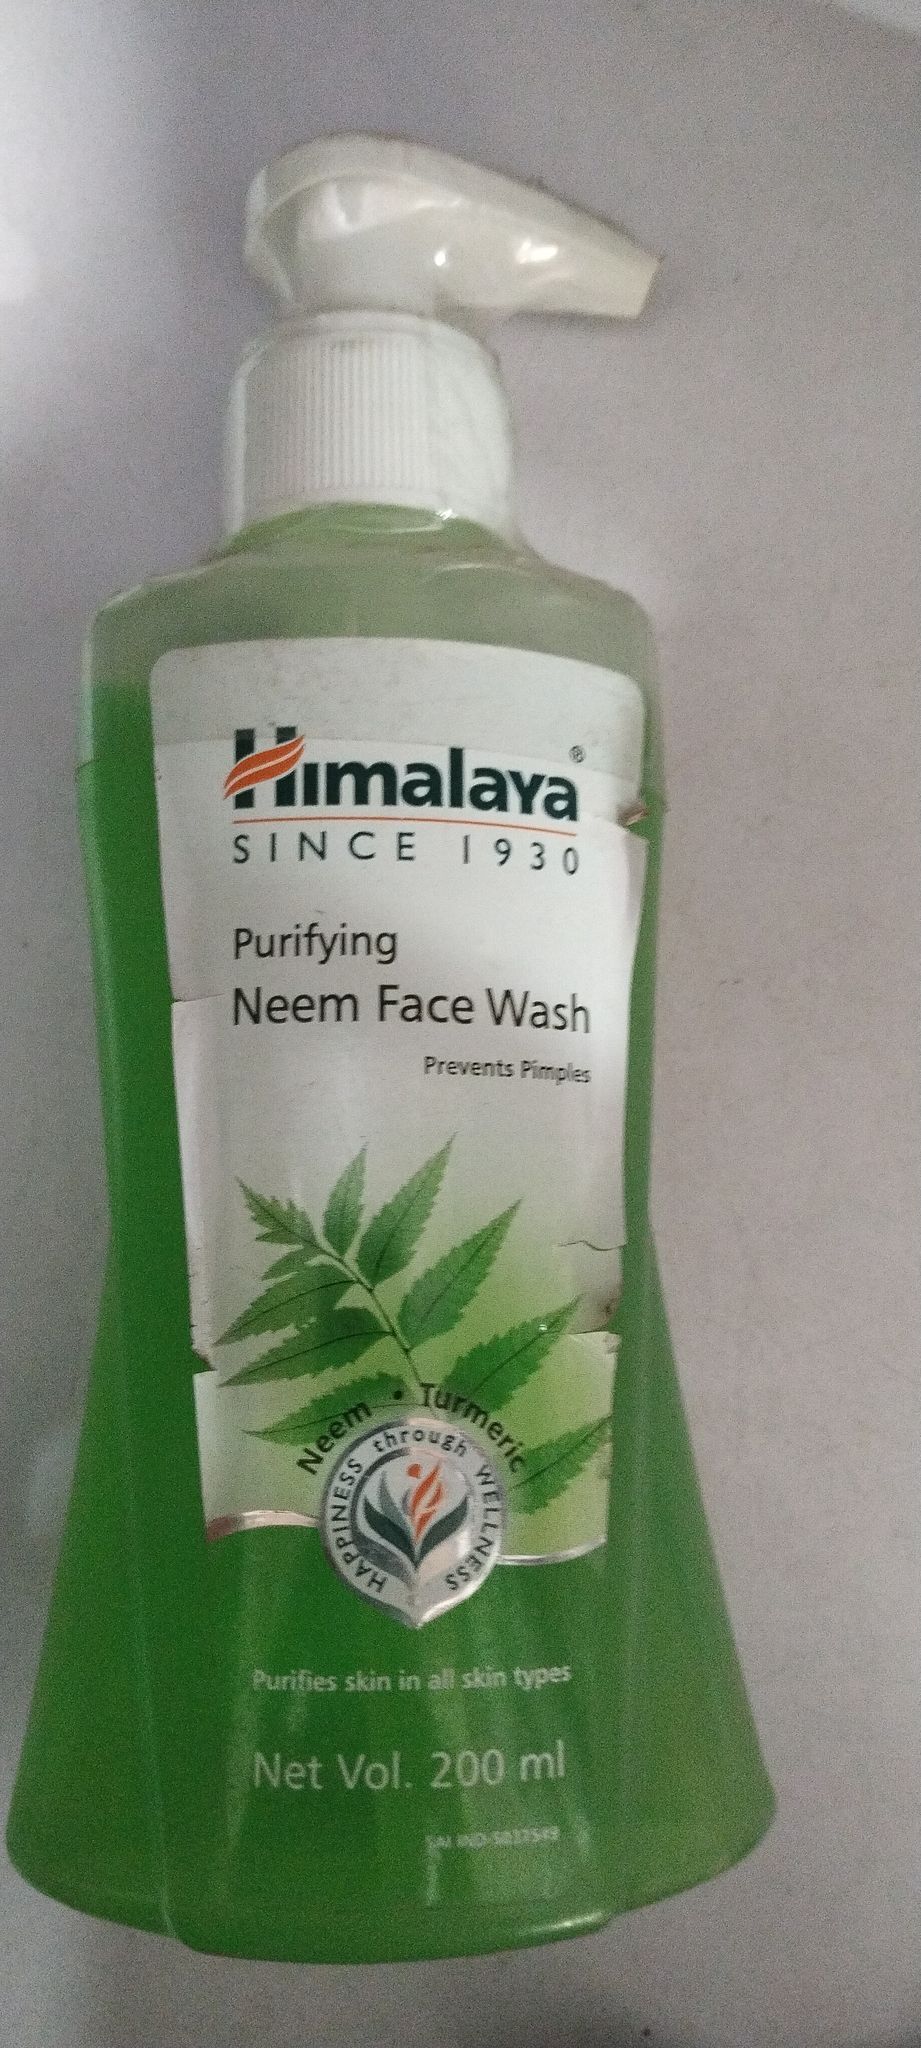 Himalaya®
SINCE 1930
Purifying
Neem Face Wash
Prevents Pimples
Neem • Turmeric
HAPPINESS through WELLNESS
Purifies skin in all skin types
Net Vol. 200 ml